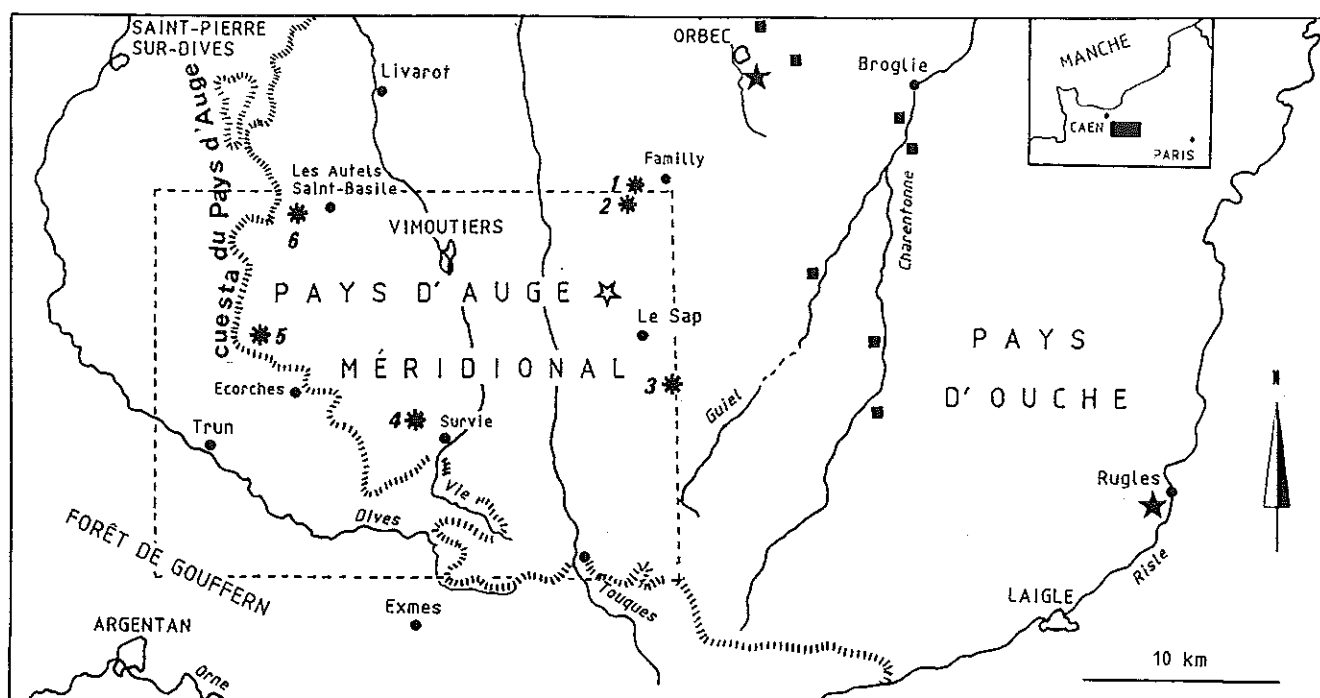 SAINT-PIERRE
SUR-DIVES
Livarot
ORBEC
Broglie
MANCHE
CAEN
PARIS
cuesta du Pays d'Auge
Les Autels
Saint-Basile
Familly
1
2
6
VIMOUTIERS
Charentonne
PAYS D'AUGE
Le Sap
5
MÉRIDIONAL
3
PAYS
D'OUCHE
Ecorches
Guiel
4
Survie
Trun
N
Rugles
Vie
Dives
FORÊT DE GOUFFERN
Touques
Risle
LAIGLE
Exmes
ARGENTAN
Orne
10 km